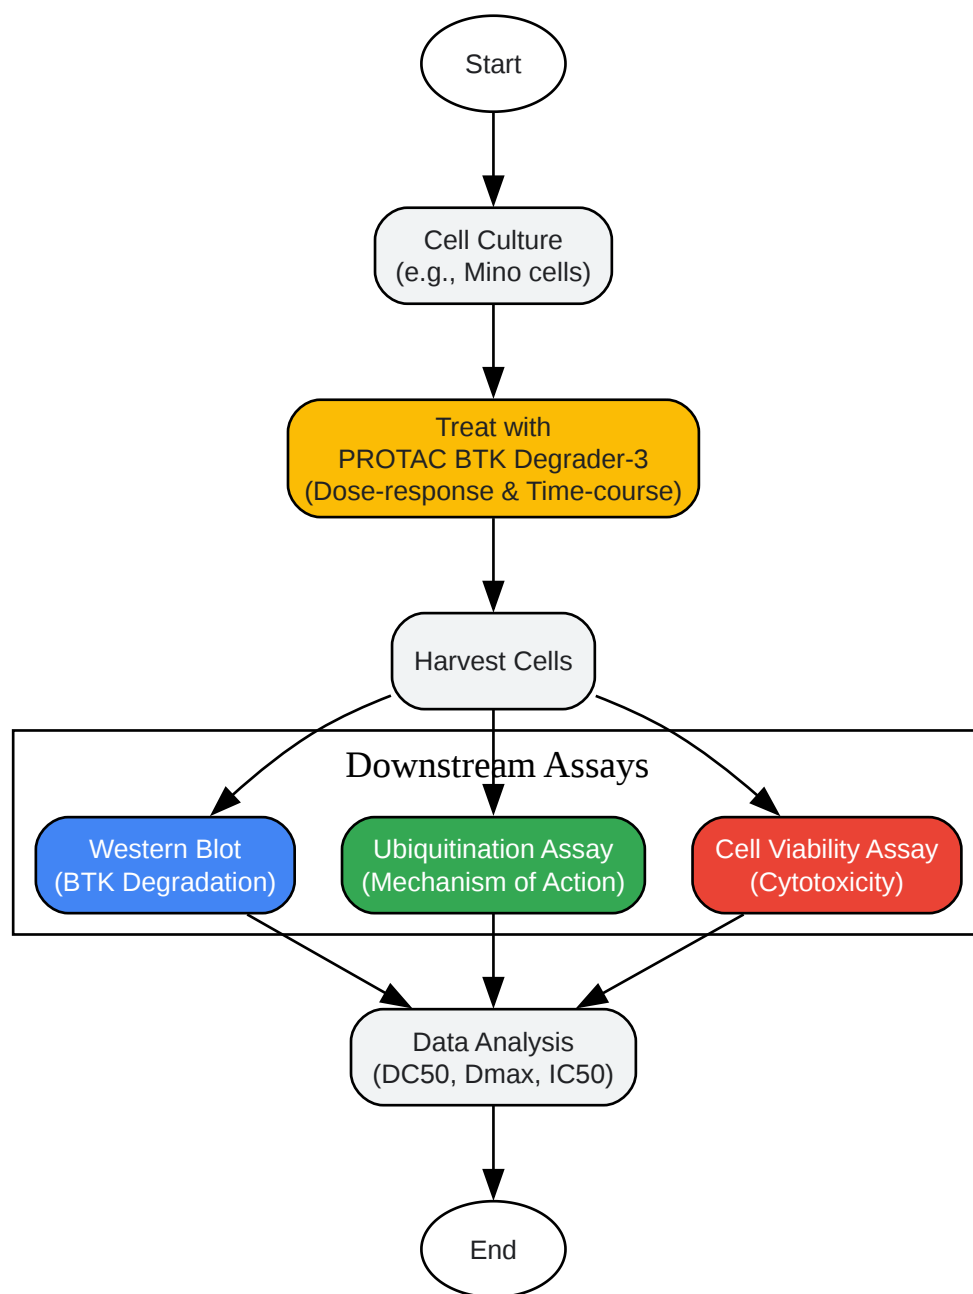 Start
Cell Culture
(e.g., Mino cells)
Treat with
PROTAC BTK Degrader-3
(Dose-response & Time-course)
Harvest Cells
Downstream Assays
Western Blot
(BTK Degradation)
Ubiquitination Assay
(Mechanism of Action)
Cell Viability Assay
(Cytotoxicity)
Data Analysis
(DC50, Dmax, IC50)
End